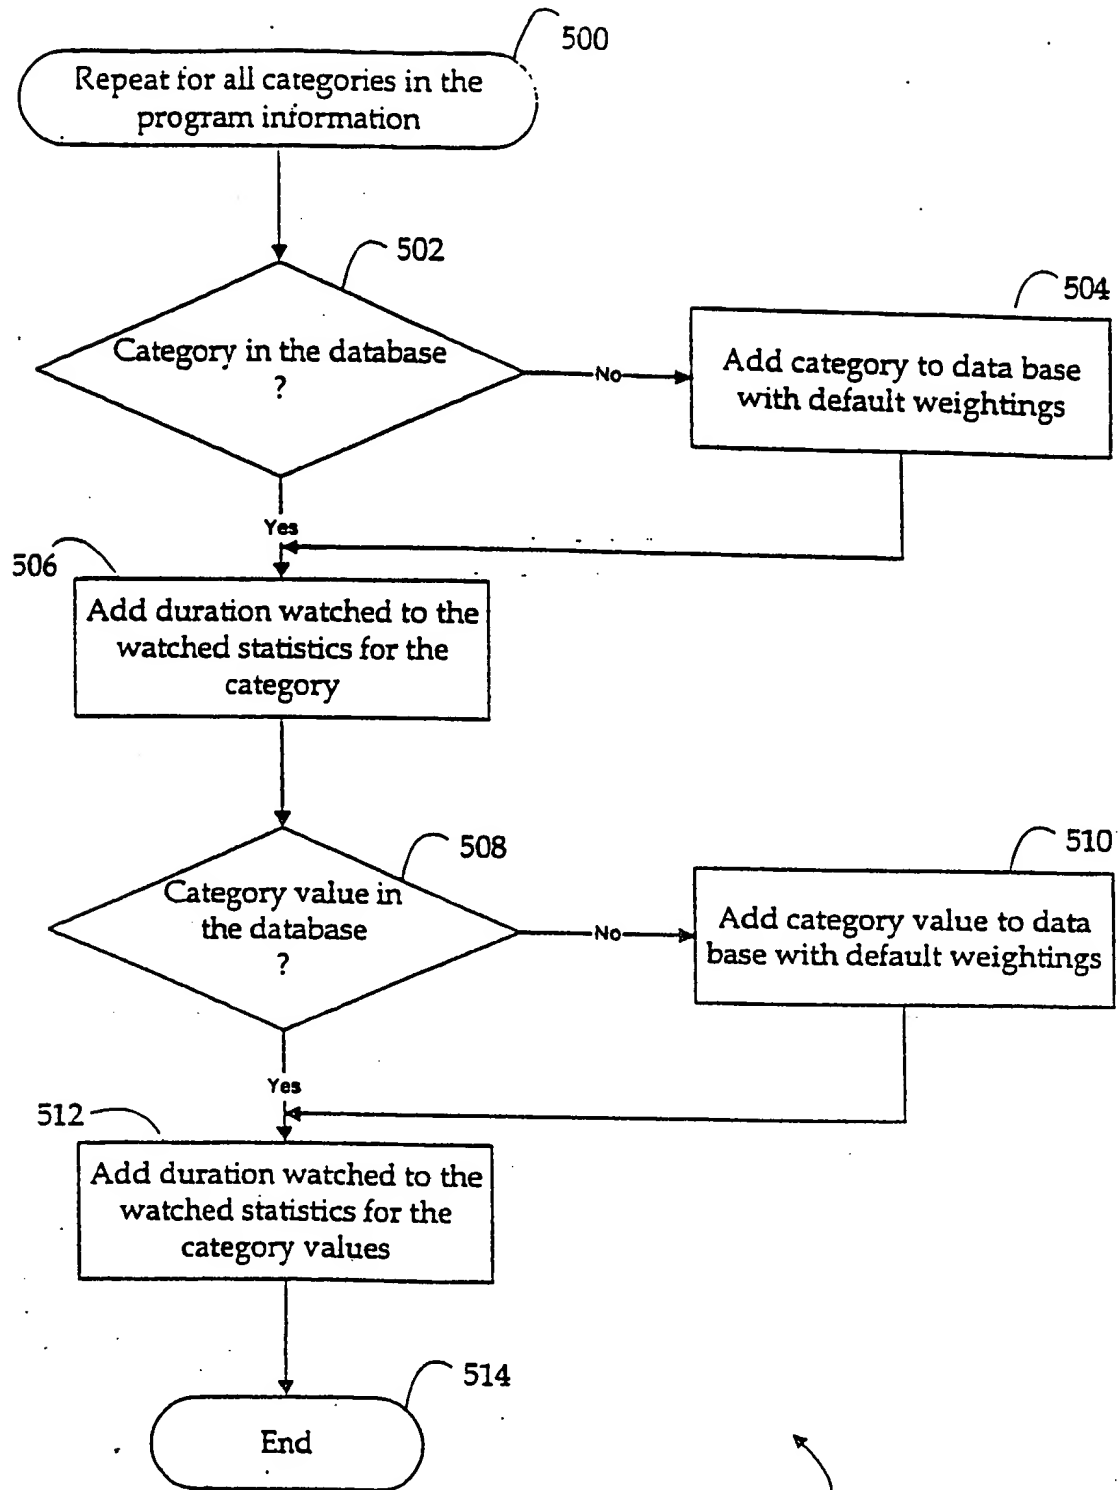 500
Repeat for all categories in the
program information
502
Category in the database
?
No
504
Add category to data base
with default weightings
Yes
506
Add duration watched to the
watched statistics for the
category
508
Category value in
the database
?
No
510
Add category value to data
base with default weightings
Yes
512
Add duration watched to the
watched statistics for the
category values
514
End